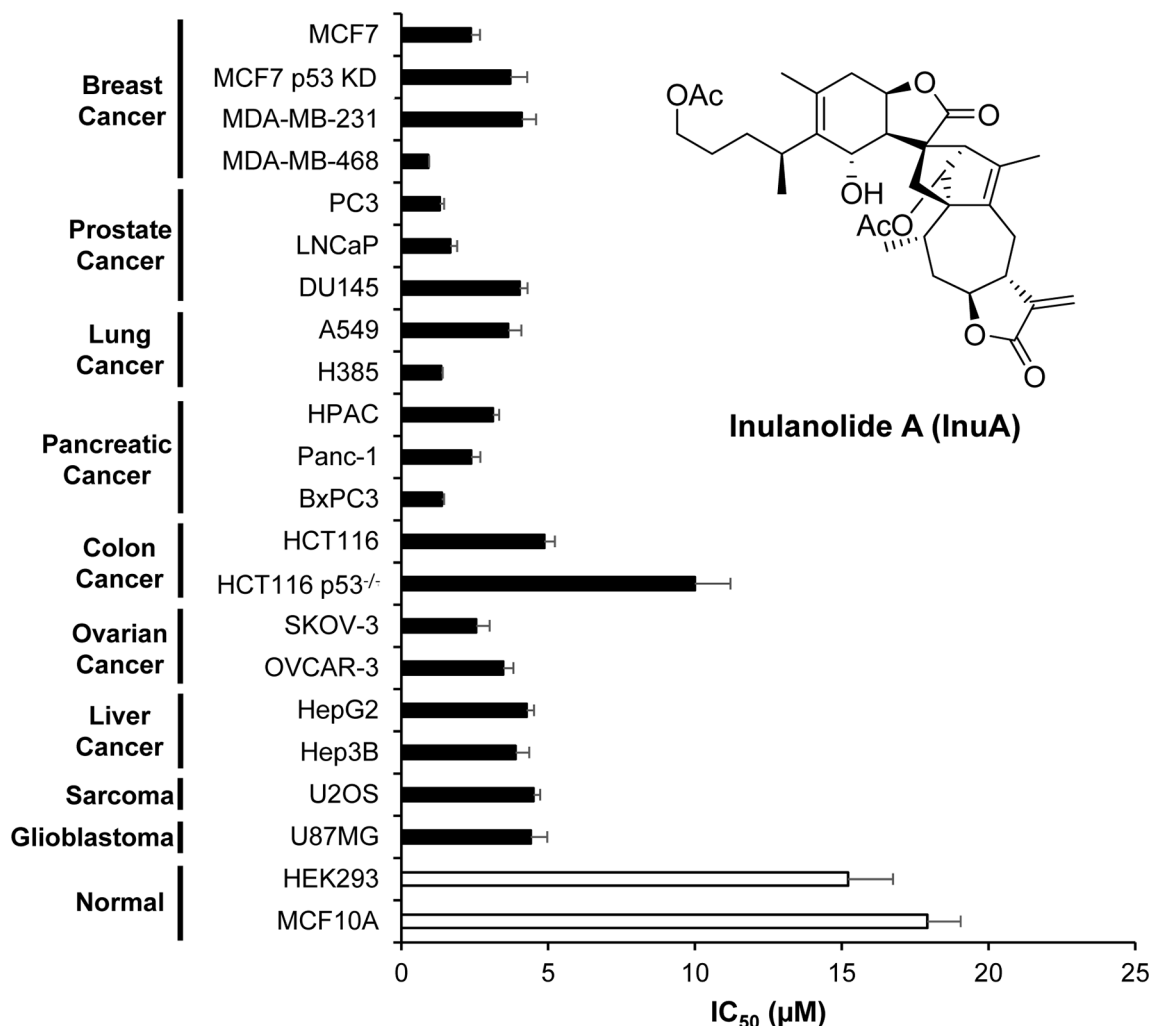 Breast
Cancer
MCF7
MCF7 p53 KD
MDA-MB-231
MDA-MB-468
Prostate
Cancer
PC3
LNCaP
DU145
Lung
Cancer
A549
H385
Pancreatic
Cancer
HPAC
Panc-1
BxPC3
Colon
Cancer
HCT116
HCT116 p53-/-
Ovarian
Cancer
SKOV-3
OVCAR-3
Liver
Cancer
HepG2
Hep3B
Sarcoma
U2OS
Glioblastoma
U87MG
Normal
HEK293
MCF10A
0 5 10 15 20 25
IC50 (µM)
OAc
O
O
OH
AcO
O
O
Inulanolide A (InuA)